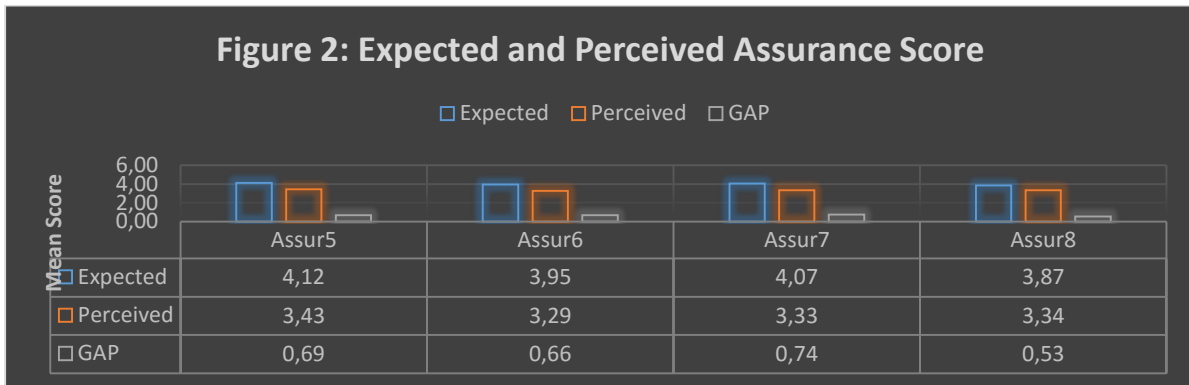 Figure 2: Expected and Perceived Assurance Score
Expected Perceived GAP
Mean Score
6,00
4,00
2,00
0,00
Assur5 Assur6 Assur7 Assur8
Expected 4,12 3,95 4,07 3,87
Perceived 3,43 3,29 3,33 3,34
GAP 0,69 0,66 0,74 0,53